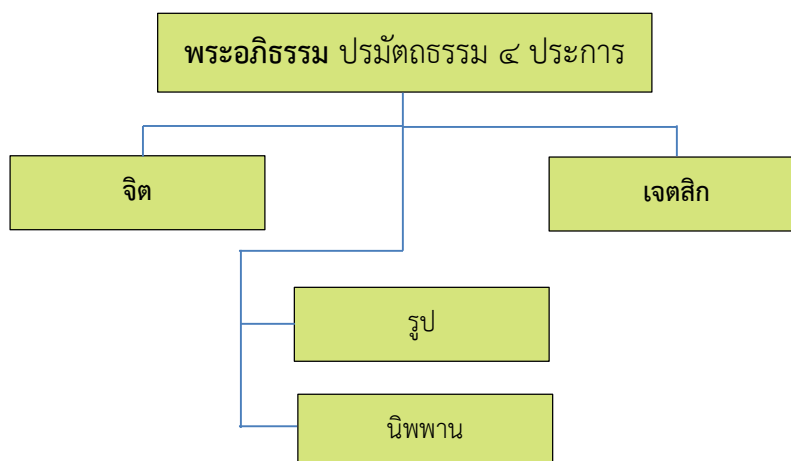 พระอภิธรรม ปรมัตถธรรม ๔ ประการ
จิต
เจตสิก
รูป
นิพพาน